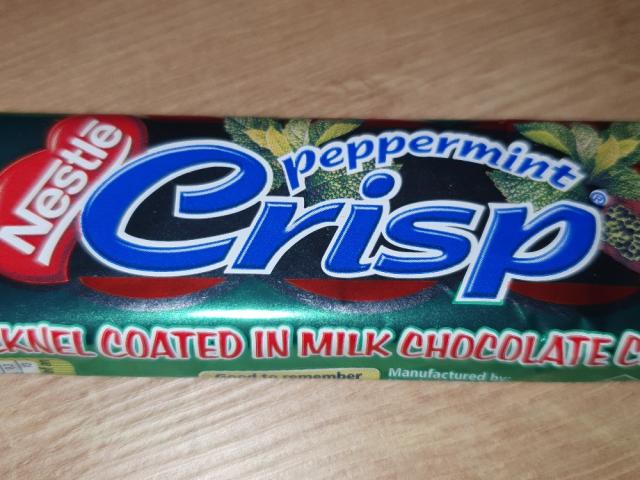 Nestlé
Peppermint
Crisp®
KNEL COATED IN MILK CHOCOLATE C
Good to remember
Manufactured by: